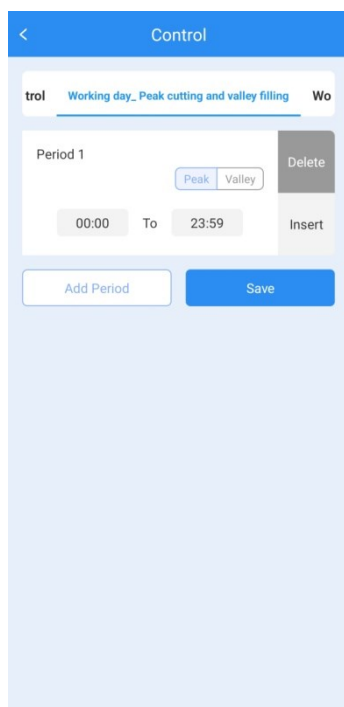 Control
trol Working day_ Peak cutting and valley filling Wo
Period 1
Delete
Peak Valley
00:00 To 23:59
Insert
Add Period Save